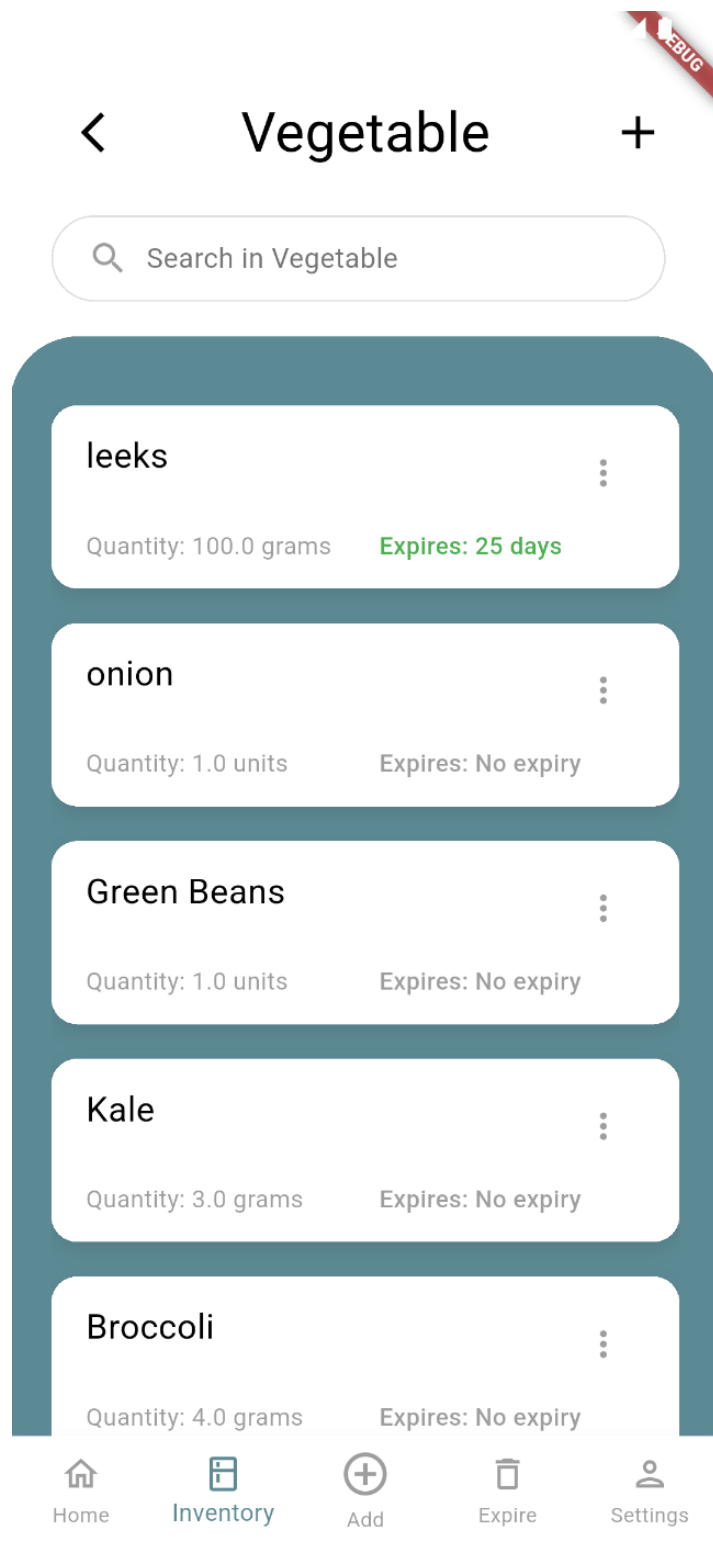 DEBUG
Vegetable
Search in Vegetable
leeks
Quantity: 100.0 grams Expires: 25 days
onion
Quantity: 1.0 units Expires: No expiry
Green Beans
Quantity: 1.0 units Expires: No expiry
Kale
Quantity: 3.0 grams Expires: No expiry
Broccoli
Quantity: 4.0 grams Expires: No expiry
Home Inventory Add Expire Settings